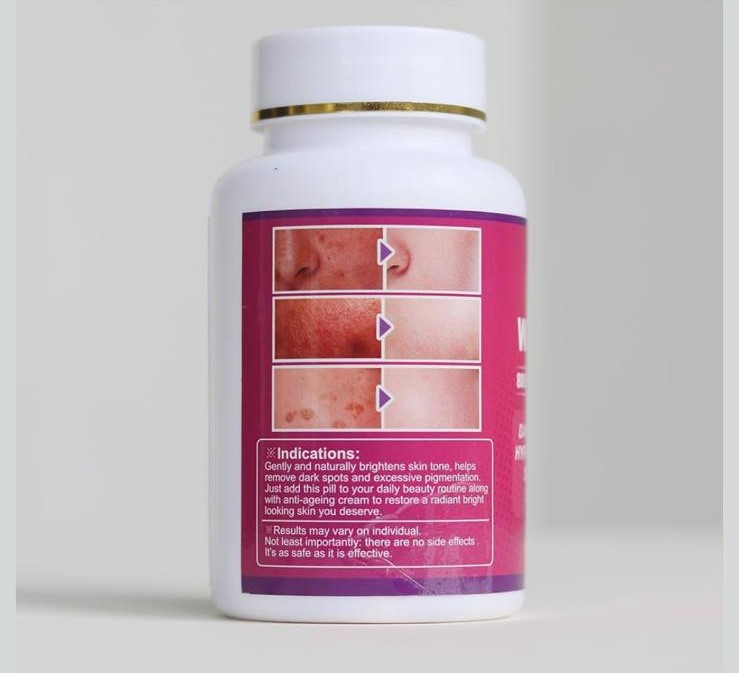 ※Indications:
Gently and naturally brightens skin tone, helps
remove dark spots and excessive pigmentation.
Just add this pill to your daily beauty routine along
with anti-ageing cream to restore a radiant bright
looking skin you deserve.
※Results may vary on individual.
Not least importantly: there are no side effects .
It's as safe as it is effective.
W